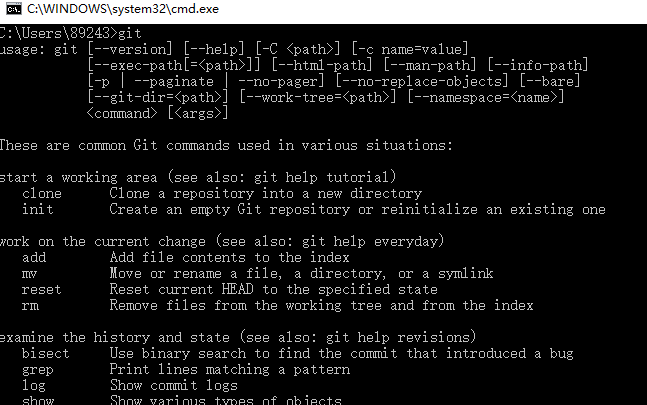 C:\WINDOWS\system32\cmd.exe
C:\Users\89243>git
usage: git [--version] [--help] [-C <path>] [-c name=value]
           [--exec-path[=<path>]] [--html-path] [--man-path] [--info-path]
           [-p | --paginate | --no-pager] [--no-replace-objects] [--bare]
           [--git-dir=<path>] [--work-tree=<path>] [--namespace=<name>]
           <command> [<args>]
These are common Git commands used in various situations:
start a working area (see also: git help tutorial)
   clone      Clone a repository into a new directory
   init       Create an empty Git repository or reinitialize an existing one
work on the current change (see also: git help everyday)
   add        Add file contents to the index
   mv         Move or rename a file, a directory, or a symlink
   reset      Reset current HEAD to the specified state
   rm         Remove files from the working tree and from the index
examine the history and state (see also: git help revisions)
   bisect     Use binary search to find the commit that introduced a bug
   grep       Print lines matching a pattern
   log        Show commit logs
   show       Show various types of objects